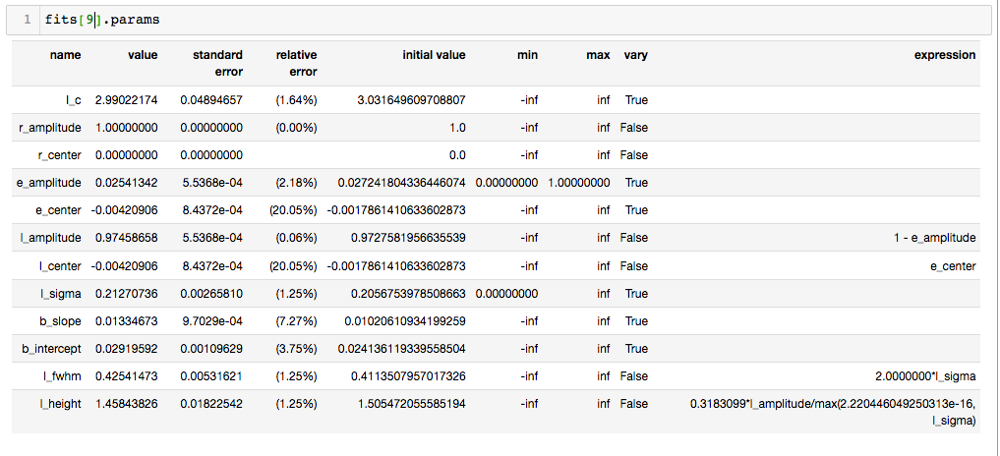 1 fits[9].params
name value standard error relative error initial value min max vary expression
l_c 2.99022174 0.04894657 (1.64%) 3.031649609708807 -inf inf True
r_amplitude 1.00000000 0.00000000 (0.00%) 1.0 -inf inf False
r_center 0.00000000 0.00000000 0.0 -inf inf False
e_amplitude 0.02541342 5.5368e-04 (2.18%) 0.027241804336446074 0.00000000 1.00000000 True
e_center -0.00420906 8.4372e-04 (20.05%) -0.0017861410633602873 -inf inf True
l_amplitude 0.97458658 5.5368e-04 (0.06%) 0.9727581956635539 -inf inf False 1 - e_amplitude
l_center -0.00420906 8.4372e-04 (20.05%) -0.0017861410633602873 -inf inf False e_center
l_sigma 0.21270736 0.00265810 (1.25%) 0.2056753978508663 0.00000000 inf True
b_slope 0.01334673 9.7029e-04 (7.27%) 0.01020610934199259 -inf inf True
b_intercept 0.02919592 0.00109629 (3.75%) 0.024136119339558504 -inf inf True
l_fwhm 0.42541473 0.00531621 (1.25%) 0.4113507957017326 -inf inf False 2.0000000*l_sigma
l_height 1.45843826 0.01822542 (1.25%) 1.505472055585194 -inf inf False 0.3183099*l_amplitude/max(2.220446049250313e-16,
l_sigma)